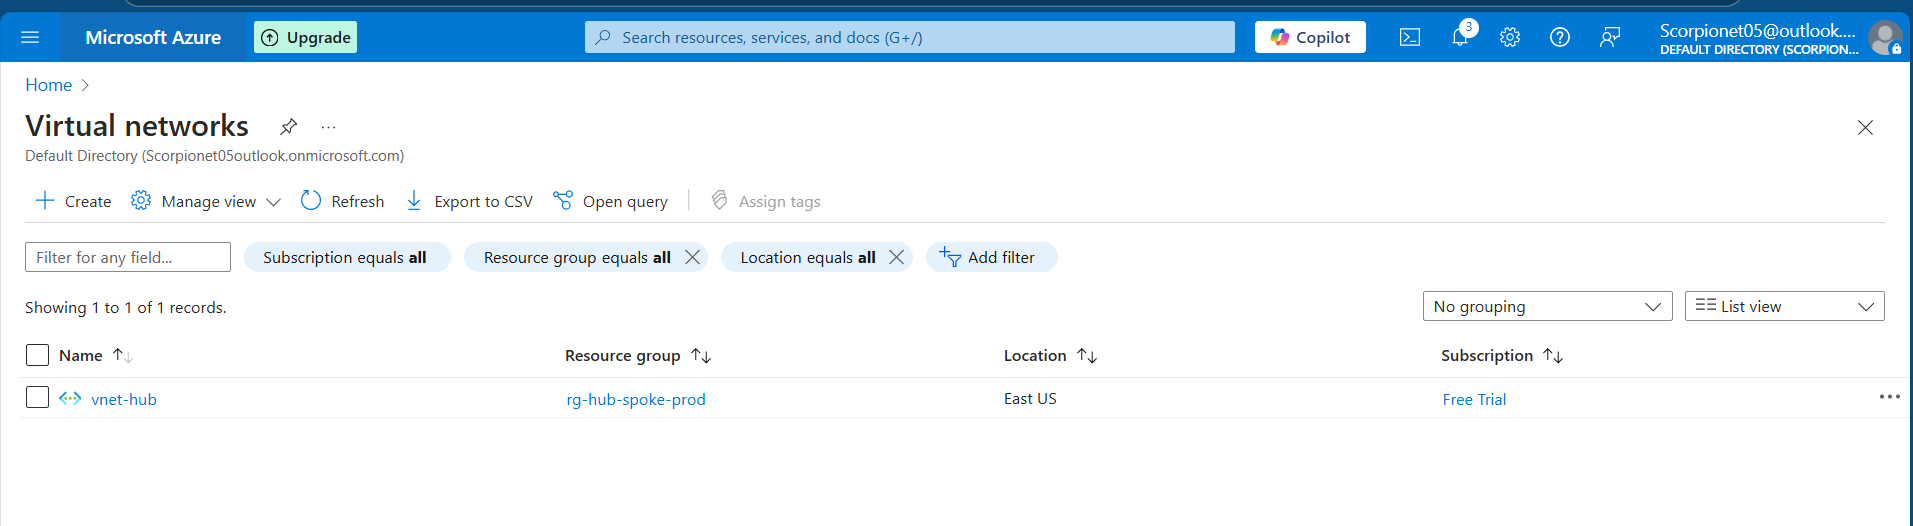 Microsoft Azure Upgrade Search resources, services, and docs (G+/) Copilot 3 Scorpionet05@outlook....
DEFAULT DIRECTORY (SCORPION...
Home >
Virtual networks ...
Default Directory (Scorpionet05outlook.onmicrosoft.com)
Create Manage view Refresh Export to CSV Open query Assign tags
Filter for any field... Subscription equals all Resource group equals all Location equals all Add filter
Showing 1 to 1 of 1 records. No grouping List view
Name Resource group Location Subscription
vnet-hub rg-hub-spoke-prod East US Free Trial